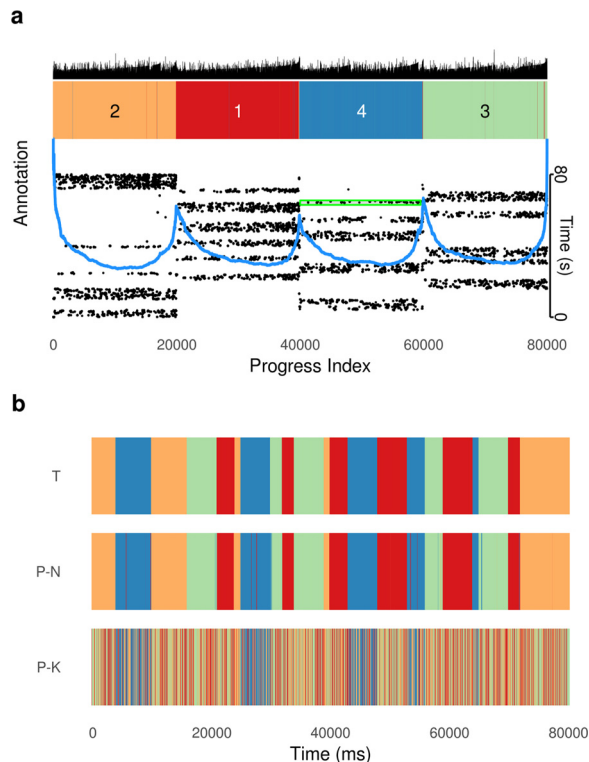 a
2 1 4 3
Annotation
80
Time (s)
0
0 20000 40000 60000 80000
Progress Index
b
T
P-N
P-K
0 20000 40000 60000 80000
Time (ms)